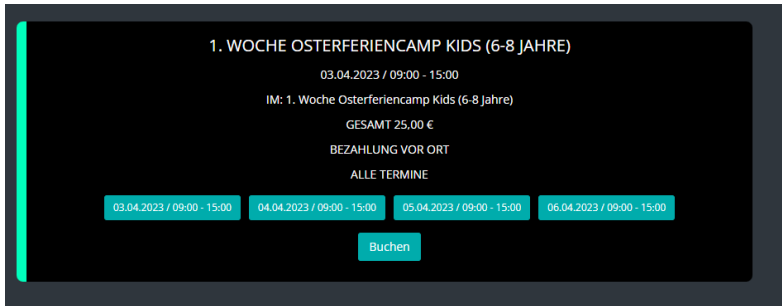 1. WOCHE OSTERFERIENCAMP KIDS (6-8 JAHRE)
03.04.2023 / 09:00 - 15:00
IM: 1. Woche Osterferiencamp Kids (6-8 Jahre)
GESAMT 25,00 €
BEZAHLUNG VOR ORT
ALLE TERMINE
03.04.2023 / 09:00 - 15:00 04.04.2023 / 09:00 - 15:00 05.04.2023 / 09:00 - 15:00 06.04.2023 / 09:00 - 15:00
Buchen